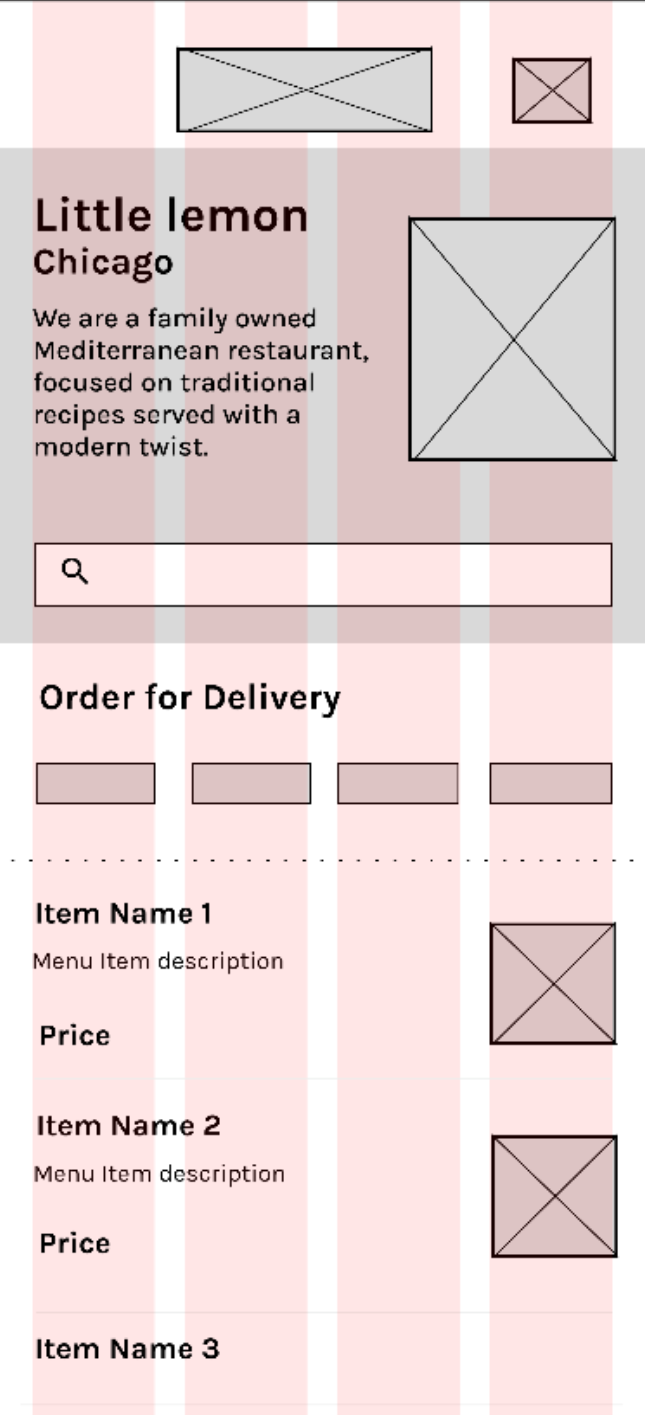 Little lemon
Chicago
We are a family owned
Mediterranean restaurant,
focused on traditional
recipes served with a
modern twist.
Order for Delivery
Item Name 1
Menu Item description
Price
Item Name 2
Menu Item description
Price
Item Name 3